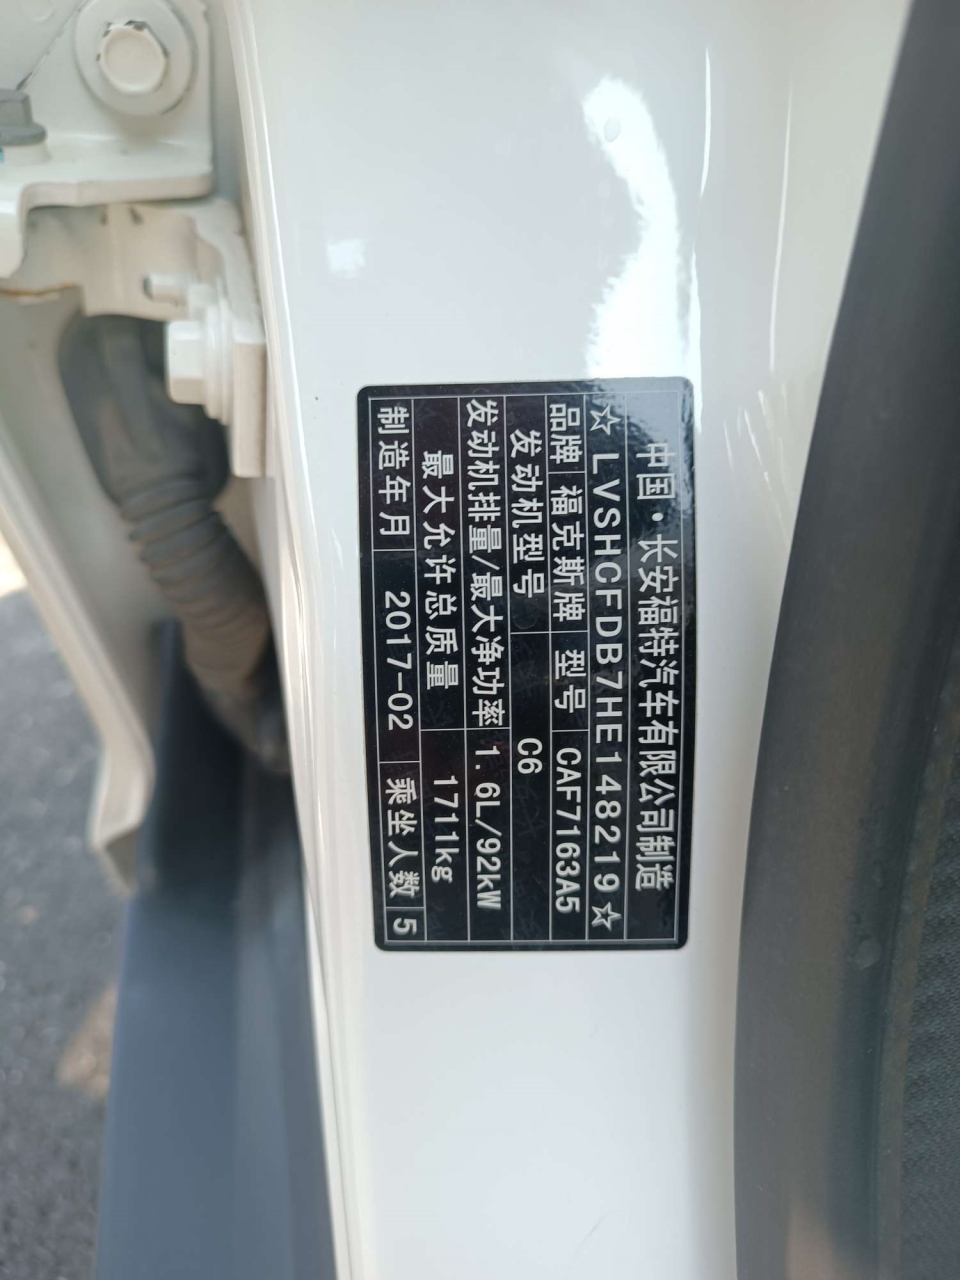 中国·长安福特汽车有限公司制造
☆LVSHCFDB7HE148219☆
品牌 福克斯牌 型号 CAF7163A5
发动机型号 C6
发动机排量/最大净功率 1.6L/92kW
最大允许总质量 1711kg
制造年月 2017-02 乘坐人数 5